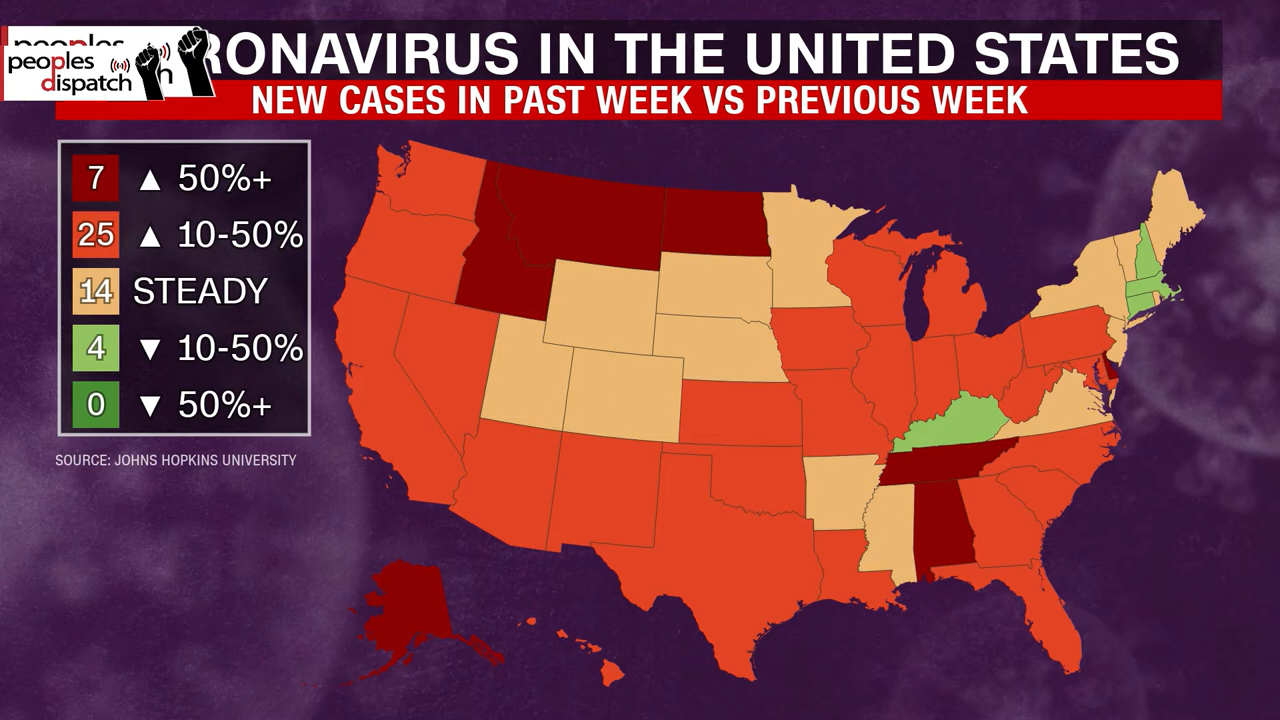 peoples
peoples
dispatch
RONAVIRUS IN THE UNITED STATES
NEW CASES IN PAST WEEK VS PREVIOUS WEEK
7 ▲ 50%+
25 ▲ 10-50%
14 STEADY
4 ▼ 10-50%
0 ▼ 50%+
SOURCE: JOHNS HOPKINS UNIVERSITY